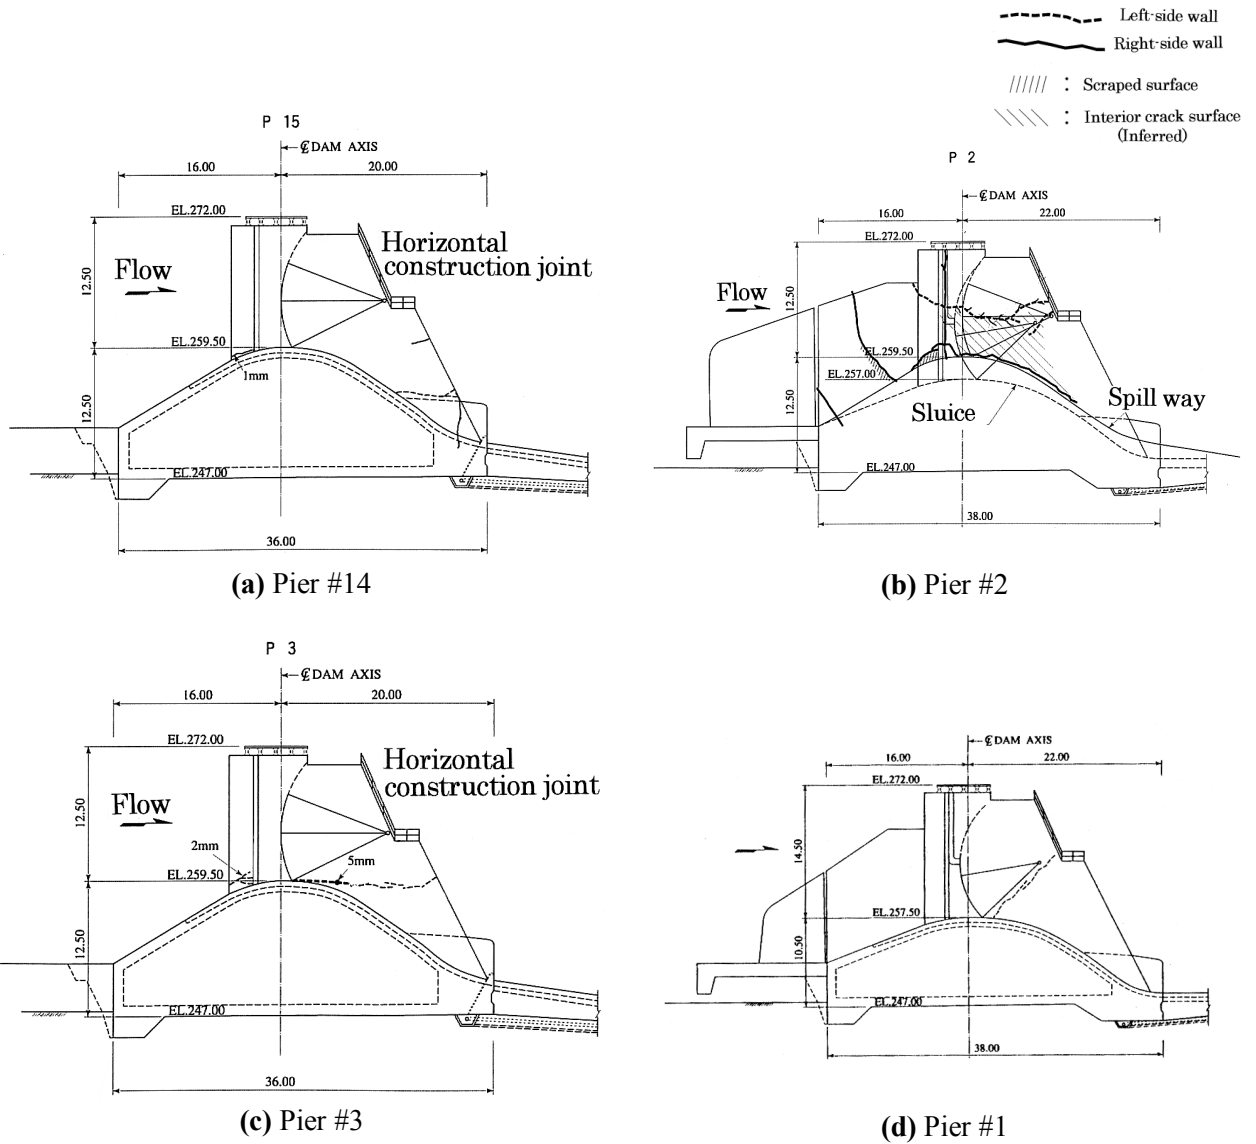 Left-side wall
Right-side wall
: Scraped surface
: Interior crack surface
(Inferred)
P 15
℄ DAM AXIS
16.00
20.00
EL.272.00
Horizontal
construction joint
Flow
12.50
EL.259.50
1mm
12.50
EL.247.00
36.00
(a) Pier #14
P 2
℄ DAM AXIS
16.00
22.00
EL.272.00
Flow
12.50
EL.259.50
EL.257.00
12.50
Sluice
Spill way
EL.247.00
38.00
(b) Pier #2
P 3
℄ DAM AXIS
16.00
20.00
EL.272.00
Horizontal
construction joint
Flow
12.50
2mm
5mm
EL.259.50
12.50
EL.247.00
36.00
(c) Pier #3
℄ DAM AXIS
16.00
22.00
EL.272.00
14.50
EL.257.50
10.50
EL.247.00
38.00
(d) Pier #1